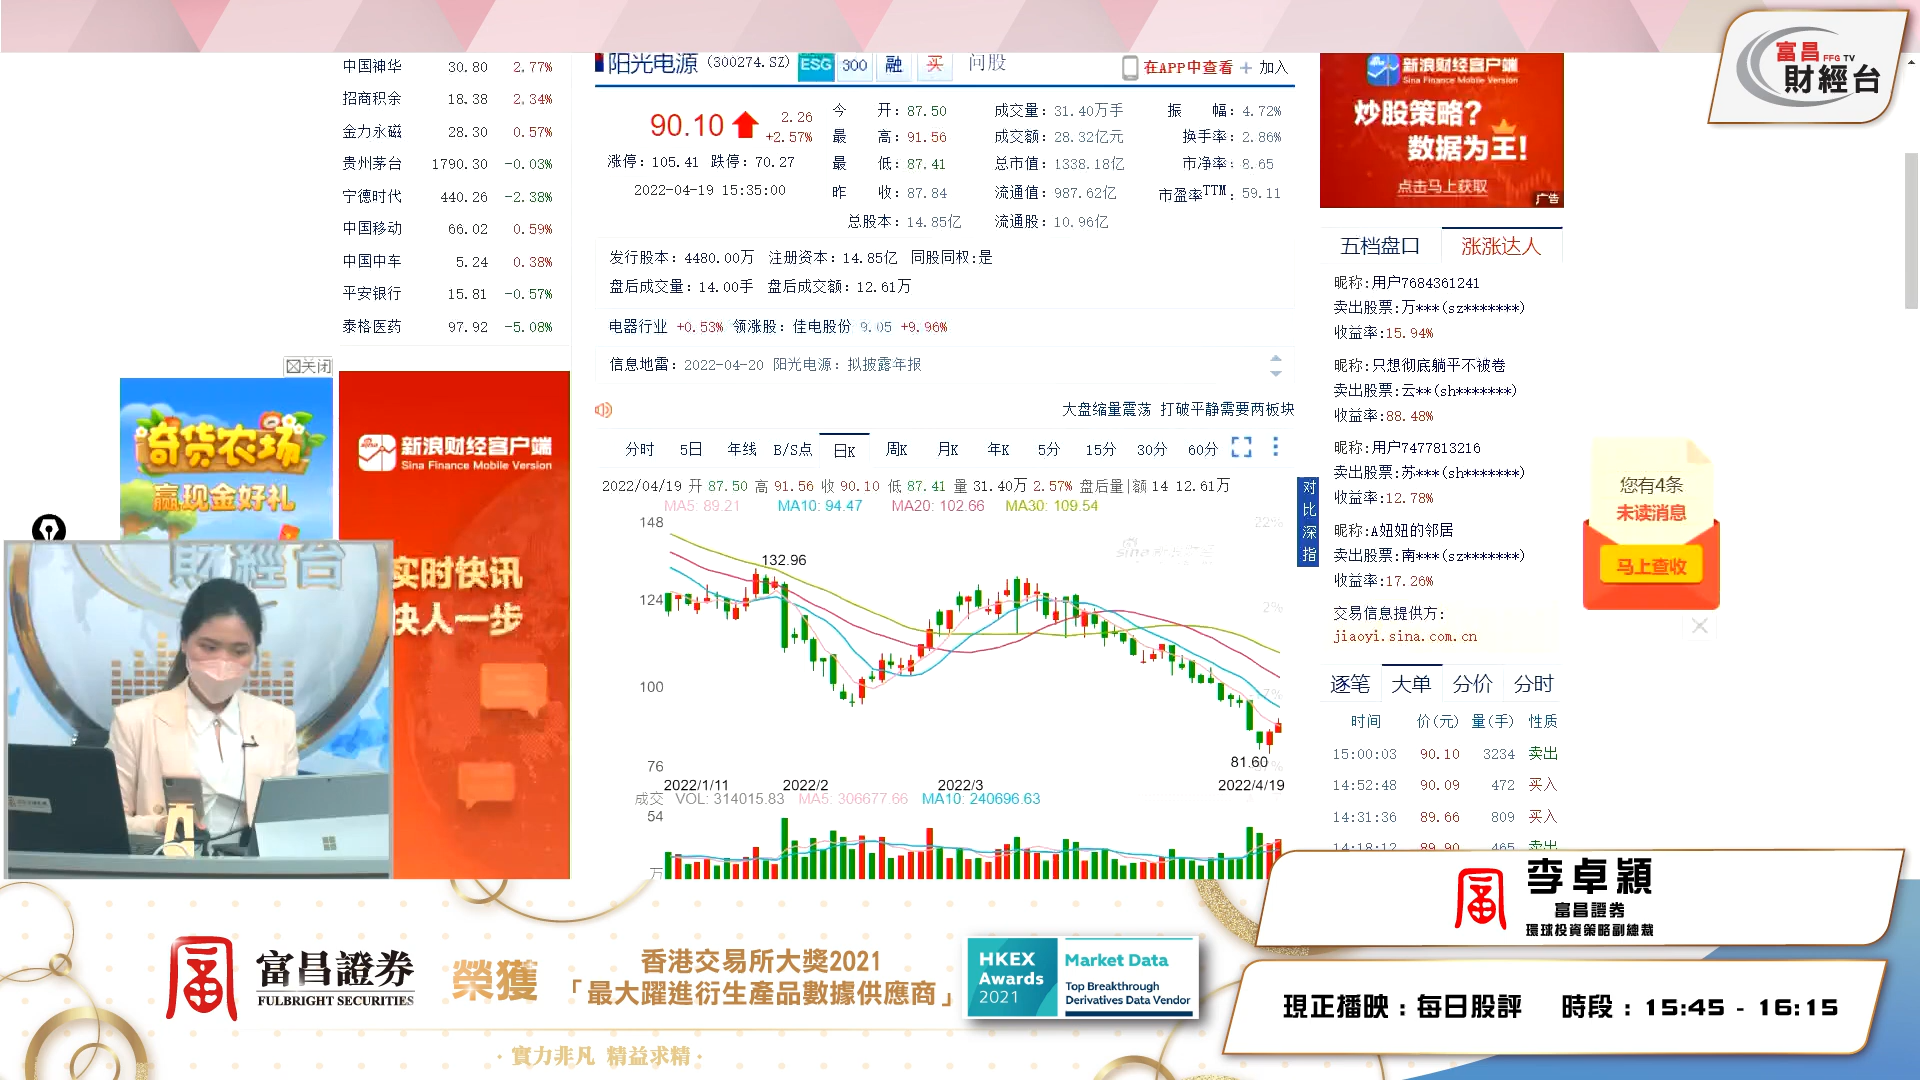 中国神华 30.80 2.77%
招商积余 18.38 2.34%
金力永磁 28.30 0.57%
贵州茅台 1790.30 -0.03%
宁德时代 440.26 -2.38%
中国移动 66.02 0.59%
中国中车 5.24 0.38%
平安银行 15.81 -0.57%
泰格医药 97.92 -5.08%
关闭
奇货农场
赢现金好礼
新浪财经客户端
Sina Finance Mobile Version
实时快讯
快人一步
財經台
阳光电源 (300274.SZ) ESG 300 融 买 问股
在APP中查看 + 加入
90.10 2.26 +2.57%
涨停：105.41 跌停：70.27
2022-04-19 15:35:00
今开：87.50 成交量：31.40万手 振幅：4.72%
最高：91.56 成交额：28.32亿元 换手率：2.86%
最低：87.41 总市值：1338.18亿 市净率：8.65
昨收：87.84 流通值：987.62亿 市盈率TTM：59.11
总股本：14.85亿 流通股：10.96亿
发行股本：4480.00万 注册资本：14.85亿 同股同权:是
盘后成交量：14.00手 盘后成交额：12.61万
电器行业 +0.53% 领涨股：佳电股份 9.05 +9.96%
信息地雷：2022-04-20 阳光电源：拟披露年报
大盘缩量震荡 打破平静需要两板块
分时 5日 年线 B/S点 日K 周K 月K 年K 5分 15分 30分 60分
2022/04/19 开 87.50 高 91.56 收 90.10 低 87.41 量 31.40万 2.57% 盘后量|额 14 12.61万
MA5: 89.21 MA10: 94.47 MA20: 102.66 MA30: 109.54
148 22%
132.96
124 2%
100 -17%
81.60
76
2022/1/11 2022/2 2022/3 2022/4/19
成交 VOL: 314015.83 MA5: 306677.66 MA10: 240696.63
54
万
对比深指
新浪财经客户端
Sina Finance Mobile Version
炒股策略？
数据为王！
点击马上获取
广告
五档盘口 涨涨达人
昵称:用户7684361241
卖出股票:万***(sz*******)
收益率:15.94%
昵称:只想彻底躺平不被卷
卖出股票:云**(sh*******)
收益率:88.48%
昵称:用户7477813216
卖出股票:苏***(sh*******)
收益率:12.78%
昵称:A妞妞的邻居
卖出股票:南***(sz*******)
收益率:17.26%
交易信息提供方：
jiaoyi.sina.com.cn
逐笔 大单 分价 分时
时间 价(元) 量(手) 性质
15:00:03 90.10 3234 卖出
14:52:48 90.09 472 买入
14:31:36 89.66 809 买入
14:18:12 89.90 465 卖出
您有4条
未读消息
马上查收
富昌 FFG TV
財經台
李卓穎
富昌證券
環球投資策略副總裁
富昌證券
FULBRIGHT SECURITIES
榮獲
香港交易所大獎2021
「最大躍進衍生產品數據供應商」
HKEX
Awards
2021
Market Data
Top Breakthrough
Derivatives Data Vendor
· 實力非凡 精益求精 ·
現正播映：每日股評 時段：15:45 - 16:15